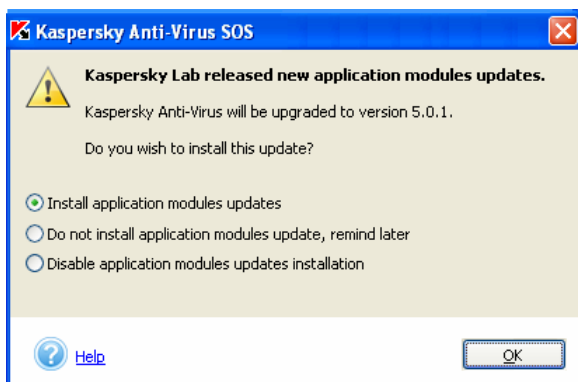 Kaspersky Anti-Virus SOS
Kaspersky Lab released new application modules updates.
Kaspersky Anti-Virus will be upgraded to version 5.0.1.
Do you wish to install this update?
Install application modules updates
Do not install application modules update, remind later
Disable application modules updates installation
Help
OK